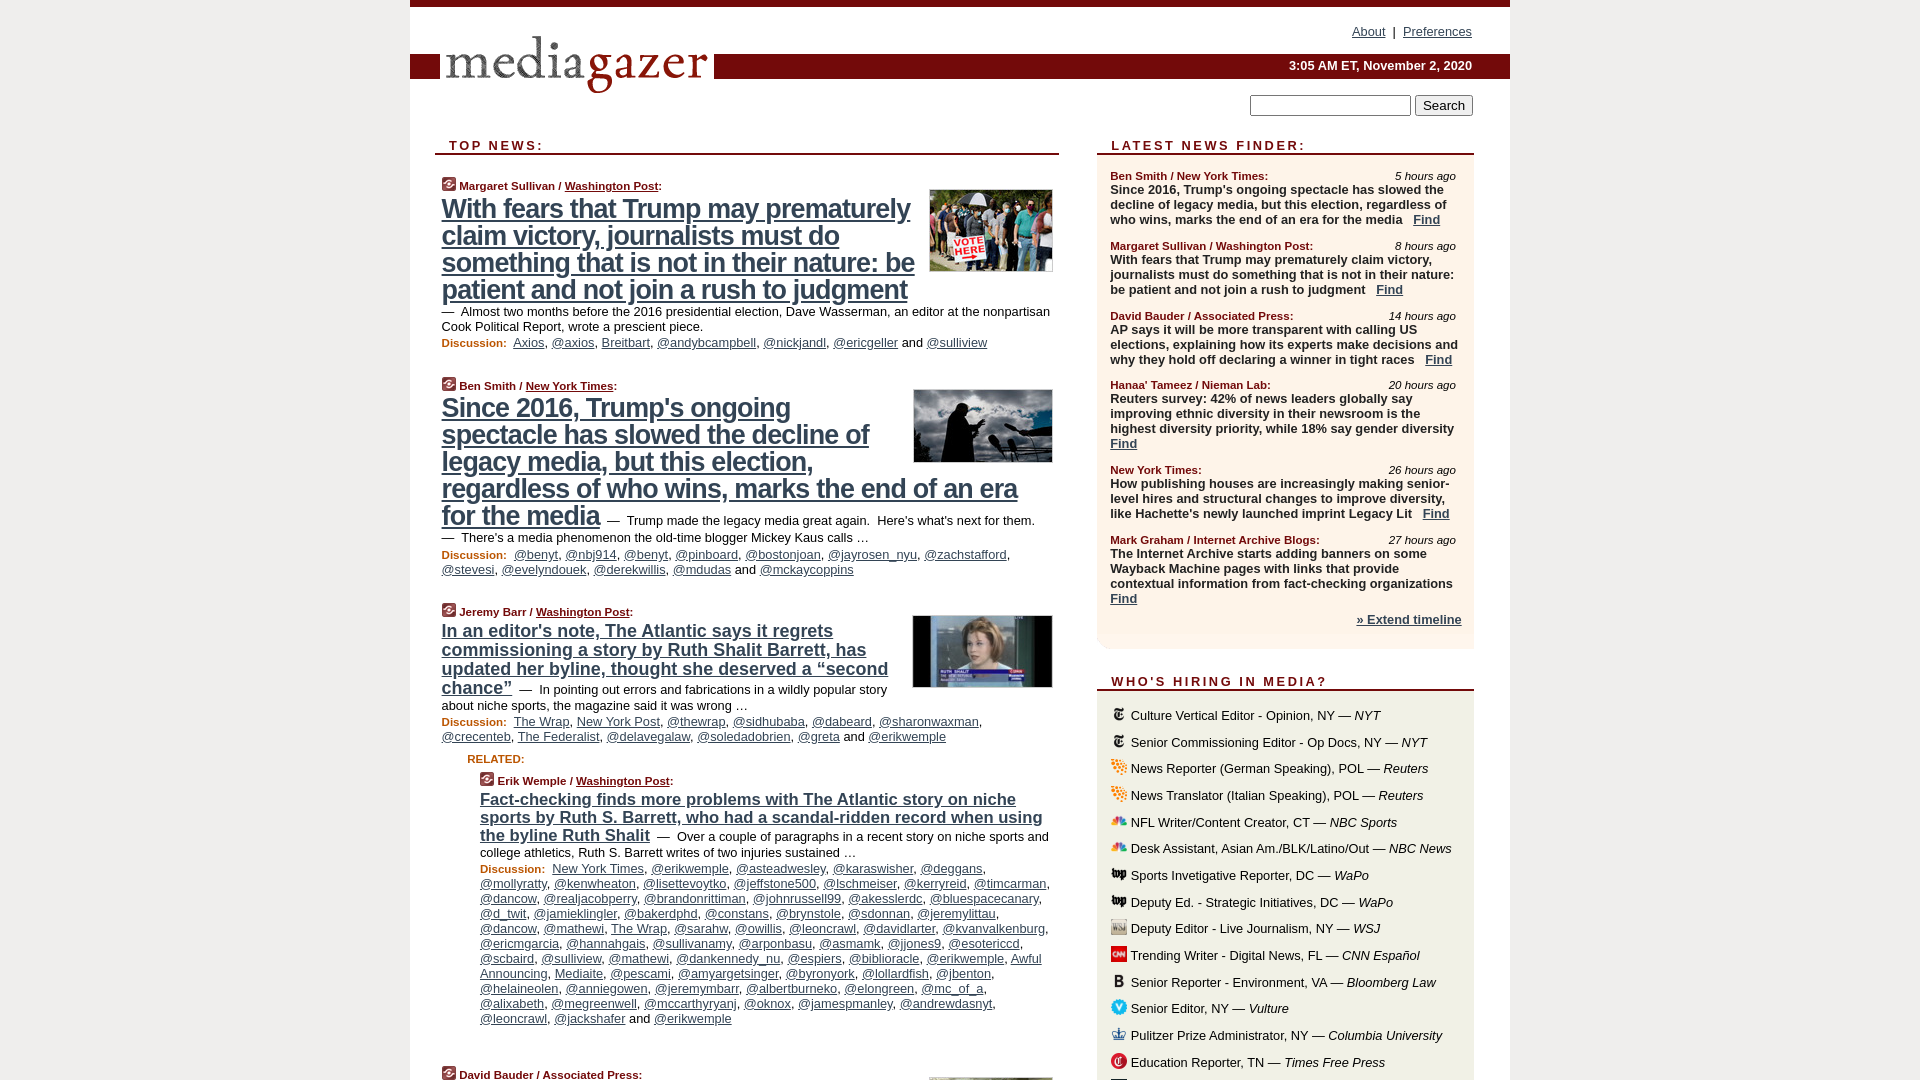 About | Preferences
mediagazer
3:05 AM ET, November 2, 2020
Search
TOP NEWS:
Margaret Sullivan / Washington Post:
With fears that Trump may prematurely
claim victory, journalists must do
something that is not in their nature: be
patient and not join a rush to judgment
— Almost two months before the 2016 presidential election, Dave Wasserman, an editor at the nonpartisan
Cook Political Report, wrote a prescient piece.
Discussion: Axios, @axios, Breitbart, @andybcampbell, @nickjandl, @ericgeller and @sulliview
VOTE
HERE
Ben Smith / New York Times:
Since 2016, Trump's ongoing
spectacle has slowed the decline of
legacy media, but this election,
regardless of who wins, marks the end of an era
for the media — Trump made the legacy media great again. Here's what's next for them.
— There's a media phenomenon the old-time blogger Mickey Kaus calls …
Discussion: @benyt, @nbj914, @benyt, @pinboard, @bostonjoan, @jayrosen_nyu, @zachstafford,
@stevesi, @evelyndouek, @derekwillis, @mdudas and @mckaycoppins
Jeremy Barr / Washington Post:
In an editor's note, The Atlantic says it regrets
commissioning a story by Ruth Shalit Barrett, has
updated her byline, thought she deserved a “second
chance” — In pointing out errors and fabrications in a wildly popular story
about niche sports, the magazine said it was wrong …
Discussion: The Wrap, New York Post, @thewrap, @sidhubaba, @dabeard, @sharonwaxman,
@crecenteb, The Federalist, @delavegalaw, @soledadobrien, @greta and @erikwemple
RUTH SHALIT
RELATED:
Erik Wemple / Washington Post:
Fact-checking finds more problems with The Atlantic story on niche
sports by Ruth S. Barrett, who had a scandal-ridden record when using
the byline Ruth Shalit — Over a couple of paragraphs in a recent story on niche sports and
college athletics, Ruth S. Barrett writes of two injuries sustained …
Discussion: New York Times, @erikwemple, @asteadwesley, @karaswisher, @deggans,
@mollyratty, @kenwheaton, @lisettevoytko, @jeffstone500, @lschmeiser, @kerryreid, @timcarman,
@dancow, @realjacobperry, @brandonrittiman, @johnrussell99, @akesslerdc, @bluespacecanary,
@d_twit, @jamieklingler, @bakerdphd, @constans, @brynstole, @sdonnan, @jeremylittau,
@dancow, @mathewi, The Wrap, @sarahw, @owillis, @leoncrawl, @davidlarter, @kvanvalkenburg,
@ericmgarcia, @hannahgais, @sullivanamy, @arponbasu, @asmamk, @jjones9, @esotericcd,
@scbaird, @sulliview, @mathewi, @dankennedy_nu, @espiers, @biblioracle, @erikwemple, Awful
Announcing, Mediaite, @pescami, @amyargetsinger, @byronyork, @lollardfish, @jbenton,
@helaineolen, @anniegowen, @jeremymbarr, @albertburneko, @elongreen, @mc_of_a,
@alixabeth, @megreenwell, @mccarthyryanj, @oknox, @jamespmanley, @andrewdasnyt,
@leoncrawl, @jackshafer and @erikwemple
David Bauder / Associated Press:
LATEST NEWS FINDER:
Ben Smith / New York Times: 5 hours ago
Since 2016, Trump's ongoing spectacle has slowed the
decline of legacy media, but this election, regardless of
who wins, marks the end of an era for the media Find
Margaret Sullivan / Washington Post: 8 hours ago
With fears that Trump may prematurely claim victory,
journalists must do something that is not in their nature:
be patient and not join a rush to judgment Find
David Bauder / Associated Press: 14 hours ago
AP says it will be more transparent with calling US
elections, explaining how its experts make decisions and
why they hold off declaring a winner in tight races Find
Hanaa' Tameez / Nieman Lab: 20 hours ago
Reuters survey: 42% of news leaders globally say
improving ethnic diversity in their newsroom is the
highest diversity priority, while 18% say gender diversity
Find
New York Times: 26 hours ago
How publishing houses are increasingly making senior-
level hires and structural changes to improve diversity,
like Hachette's newly launched imprint Legacy Lit Find
Mark Graham / Internet Archive Blogs: 27 hours ago
The Internet Archive starts adding banners on some
Wayback Machine pages with links that provide
contextual information from fact-checking organizations
Find
» Extend timeline
WHO'S HIRING IN MEDIA?
Culture Vertical Editor - Opinion, NY — NYT
Senior Commissioning Editor - Op Docs, NY — NYT
News Reporter (German Speaking), POL — Reuters
News Translator (Italian Speaking), POL — Reuters
NFL Writer/Content Creator, CT — NBC Sports
Desk Assistant, Asian Am./BLK/Latino/Out — NBC News
Sports Invetigative Reporter, DC — WaPo
Deputy Ed. - Strategic Initiatives, DC — WaPo
Deputy Editor - Live Journalism, NY — WSJ
Trending Writer - Digital News, FL — CNN Español
Senior Reporter - Environment, VA — Bloomberg Law
Senior Editor, NY — Vulture
Pulitzer Prize Administrator, NY — Columbia University
Education Reporter, TN — Times Free Press